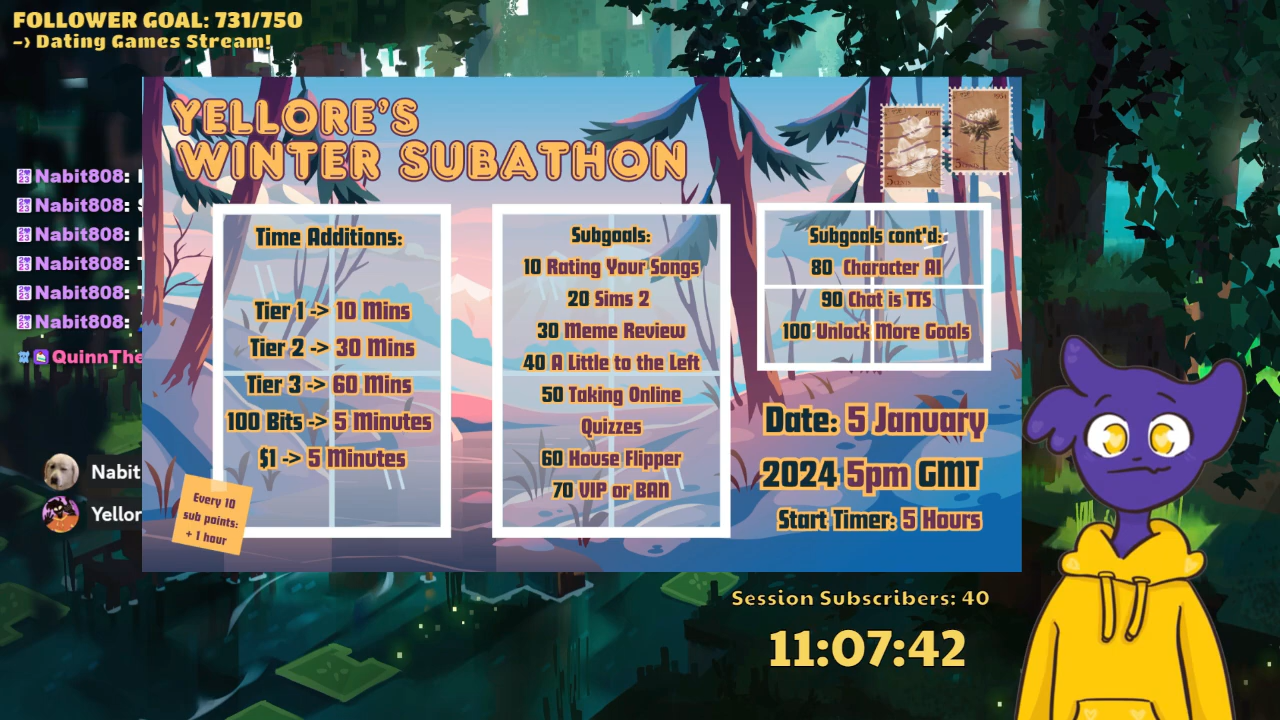 FOLLOWER GOAL: 731/750
-> Dating Games Stream!
YELLORE'S
WINTER SUBATHON
Nabit808:
Nabit808:
Nabit808:
Nabit808:
Nabit808:
Nabit808:
QuinnThe
Nabit
Yellor
Time Additions:
Tier 1 -> 10 Mins
Tier 2 -> 30 Mins
Tier 3 -> 60 Mins
100 Bits -> 5 Minutes
$1 -> 5 Minutes
Every 10
sub points:
+ 1 hour
Subgoals:
10 Rating Your Songs
20 Sims 2
30 Meme Review
40 A Little to the Left
50 Taking Online
Quizzes
60 House Flipper
70 VIP or BAN
Subgoals cont'd:
80 Character AI
90 Chat is TTS
100 Unlock More Goals
Date: 5 January
2024 5pm GMT
Start Timer: 5 Hours
Session Subscribers: 40
11:07:42